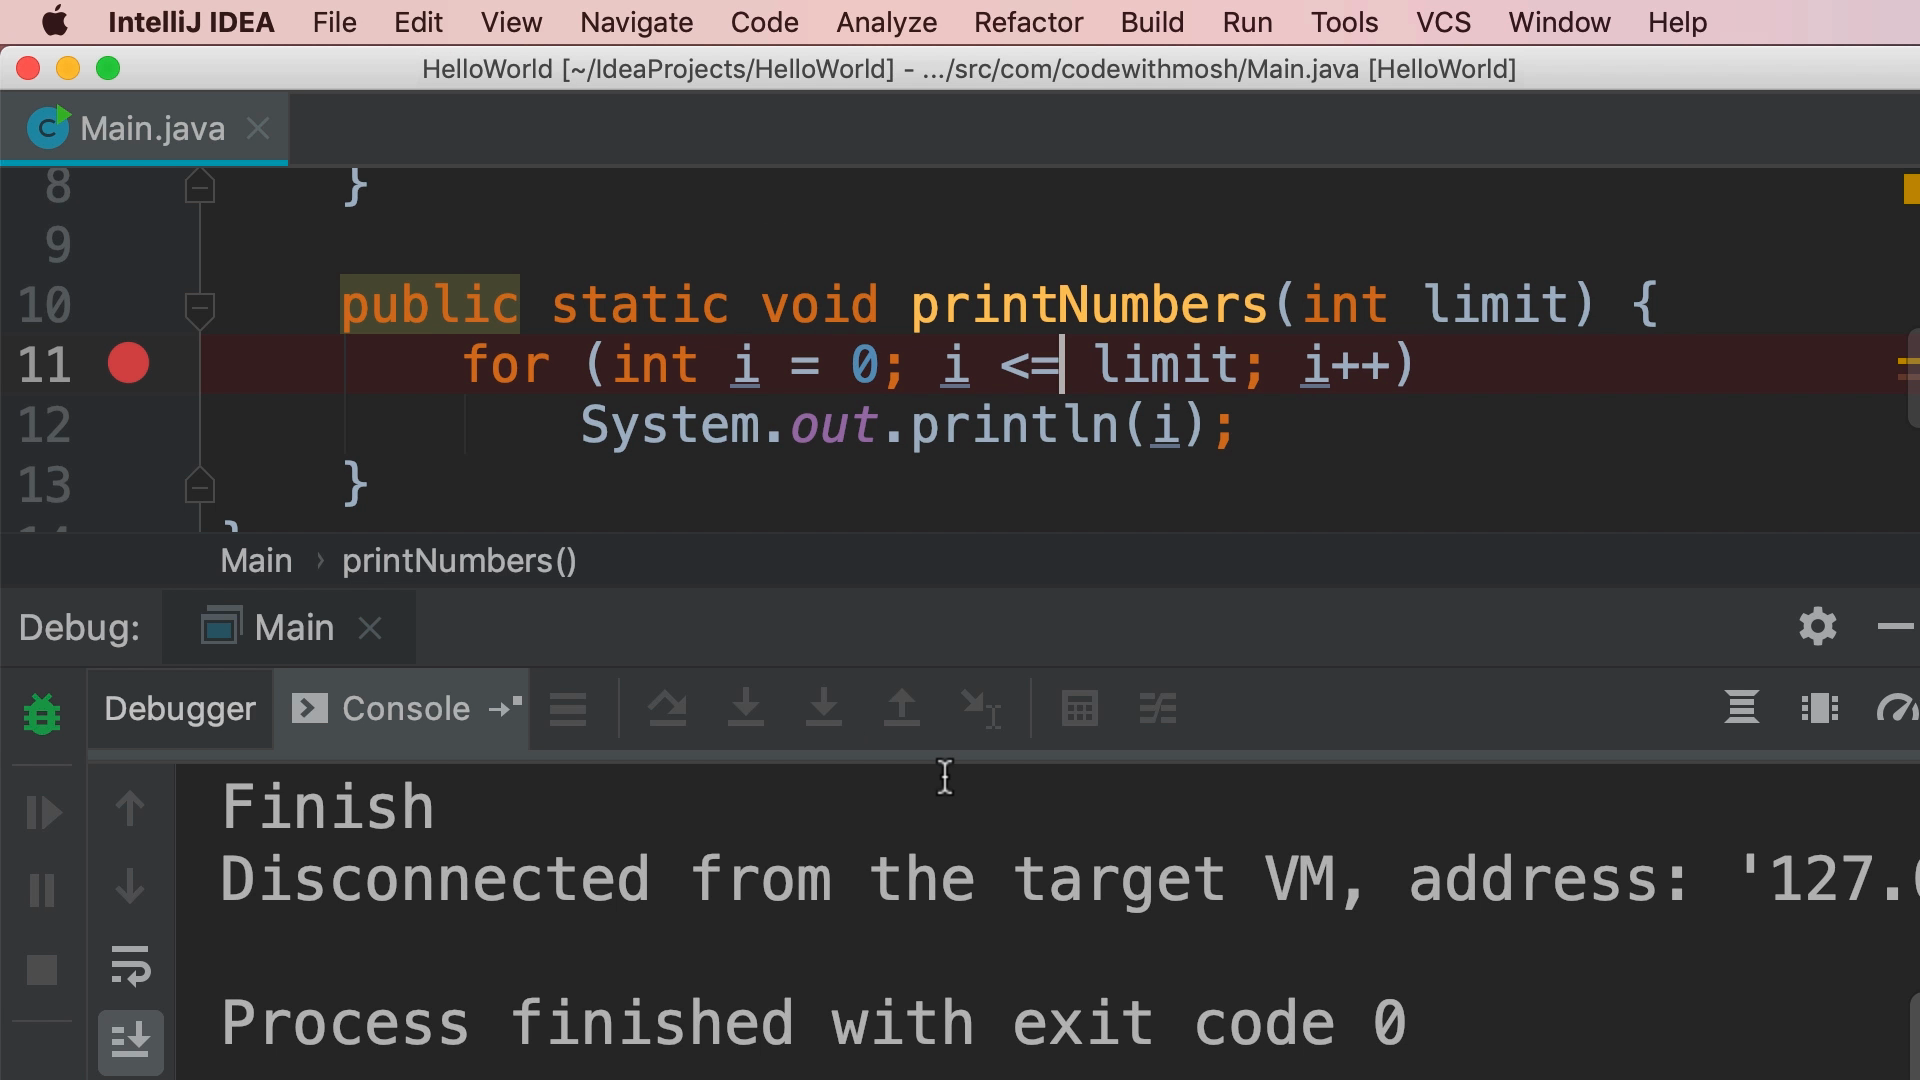 IntelliJ IDEA File Edit View Navigate Code Analyze Refactor Build Run Tools VCS Window Help
HelloWorld [~/IdeaProjects/HelloWorld] - .../src/com/codewithmosh/Main.java [HelloWorld]
Main.java
8 }
9
10 public static void printNumbers(int limit) {
11 for (int i = 0; i <= limit; i++)
12 System.out.println(i);
13 }
Main › printNumbers()
Debug: Main
Debugger Console
Finish
Disconnected from the target VM, address: '127.
Process finished with exit code 0